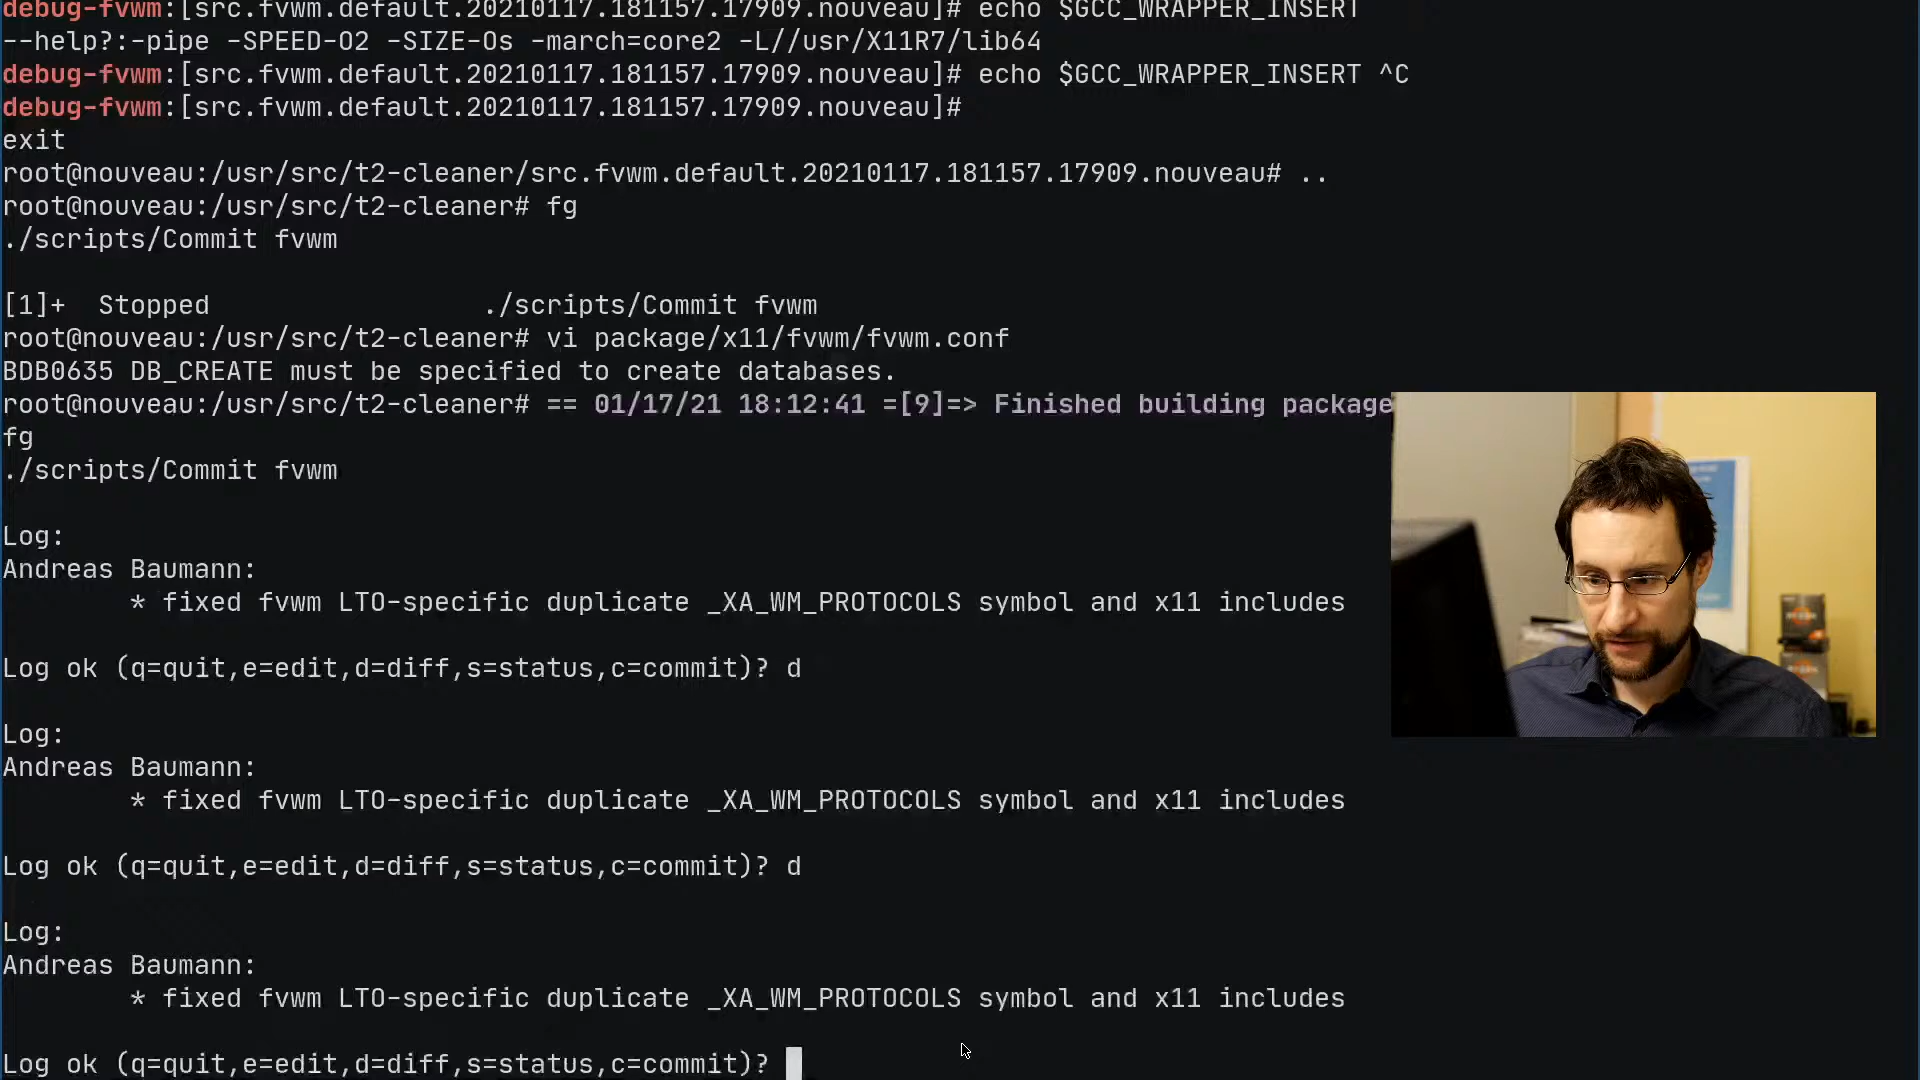 debug-fvwm:[src.fvwm.default.20210117.181157.17909.nouveau]# echo $GCC_WRAPPER_INSERT
--help?:-pipe -SPEED-O2 -SIZE-Os -march=core2 -L//usr/X11R7/lib64
debug-fvwm:[src.fvwm.default.20210117.181157.17909.nouveau]# echo $GCC_WRAPPER_INSERT ^C
debug-fvwm:[src.fvwm.default.20210117.181157.17909.nouveau]#
exit
root@nouveau:/usr/src/t2-cleaner/src.fvwm.default.20210117.181157.17909.nouveau# ..
root@nouveau:/usr/src/t2-cleaner# fg
./scripts/Commit fvwm
[1]+  Stopped                 ./scripts/Commit fvwm
root@nouveau:/usr/src/t2-cleaner# vi package/x11/fvwm/fvwm.conf
BDB0635 DB_CREATE must be specified to create databases.
root@nouveau:/usr/src/t2-cleaner# == 01/17/21 18:12:41 =[9]=> Finished building package
fg
./scripts/Commit fvwm
Log:
Andreas Baumann:
        * fixed fvwm LTO-specific duplicate _XA_WM_PROTOCOLS symbol and x11 includes
Log ok (q=quit,e=edit,d=diff,s=status,c=commit)? d
Log:
Andreas Baumann:
        * fixed fvwm LTO-specific duplicate _XA_WM_PROTOCOLS symbol and x11 includes
Log ok (q=quit,e=edit,d=diff,s=status,c=commit)? d
Log:
Andreas Baumann:
        * fixed fvwm LTO-specific duplicate _XA_WM_PROTOCOLS symbol and x11 includes
Log ok (q=quit,e=edit,d=diff,s=status,c=commit)?